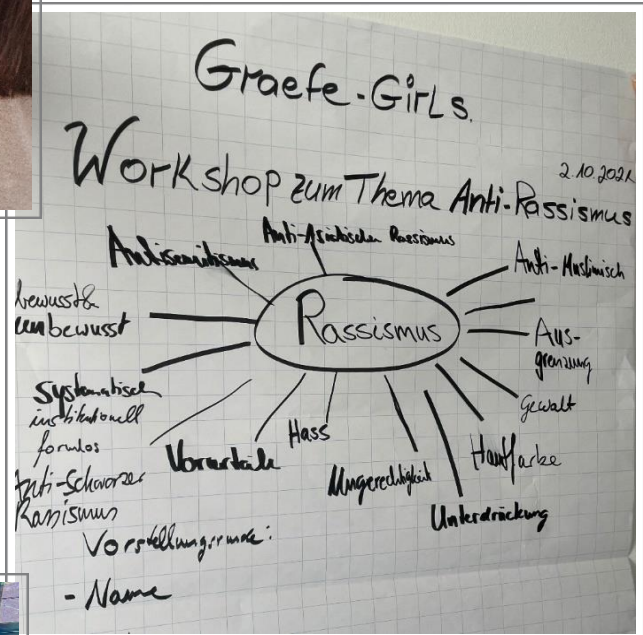 Graefe-Girls.
2.10.2021
Workshop zum Thema Anti-Rassismus
Anti-Asiatischer Rassismus
Antisemitismus
Anti-Muslimisch
bewusst &
unbewusst
Rassismus
Aus-
grenzung
Systematisch
institutionell
formlos
Gewalt
Hass
Vorurteile
Hautfarbe
Ungerechtigkeit
Anti-Schwarzer
Rassismus
Unterdrückung
Vorstellungsrunde:
- Name